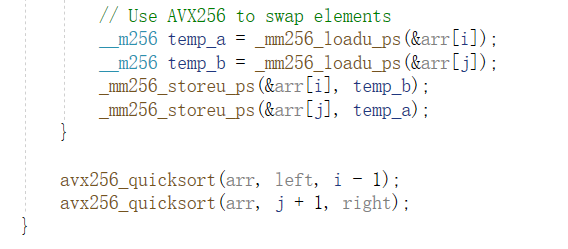 // Use AVX256 to swap elements
__m256 temp_a = _mm256_loadu_ps(&arr[i]);
__m256 temp_b = _mm256_loadu_ps(&arr[j]);
_mm256_storeu_ps(&arr[i], temp_b);
_mm256_storeu_ps(&arr[j], temp_a);
}
avx256_quicksort(arr, left, i - 1);
avx256_quicksort(arr, j + 1, right);
}